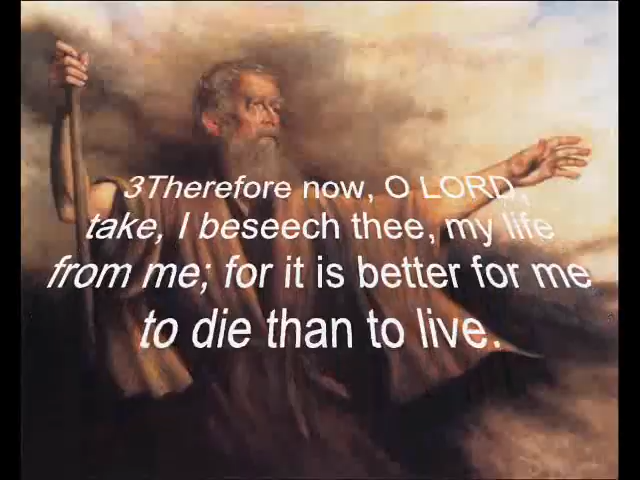 3Therefore now, O LORD,
take, I beseech thee, my life
from me; for it is better for me
to die than to live.